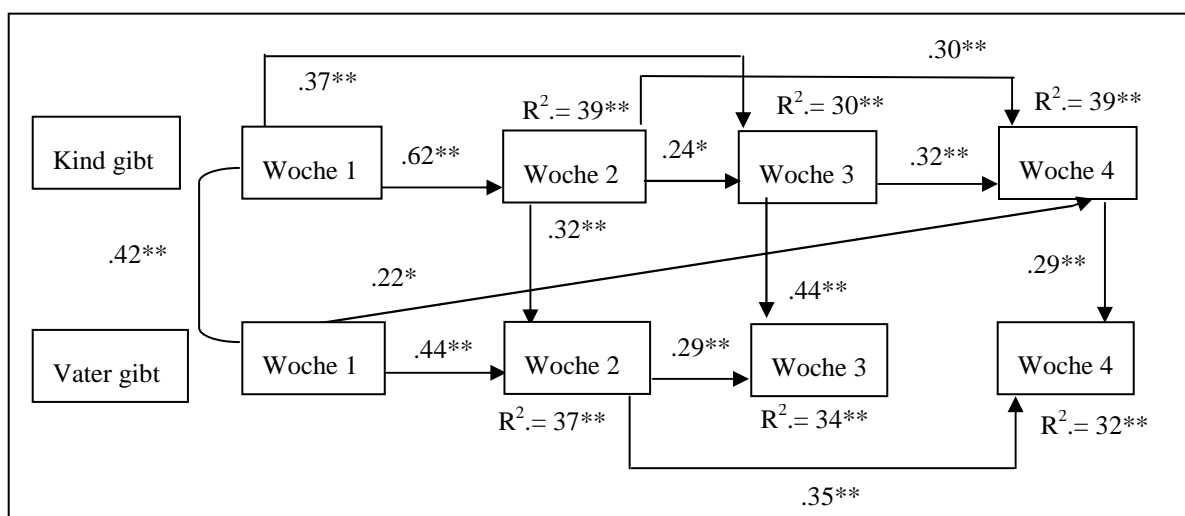 .30**
.37**
R².= 39** R².= 30** R².= 39**
Kind gibt Woche 1 .62** Woche 2 .24* Woche 3 .32** Woche 4
.32**
.42** .22* .44** .29**
Vater gibt Woche 1 .44** Woche 2 .29** Woche 3 Woche 4
R².= 37** R².= 34** R².= 32**
.35**